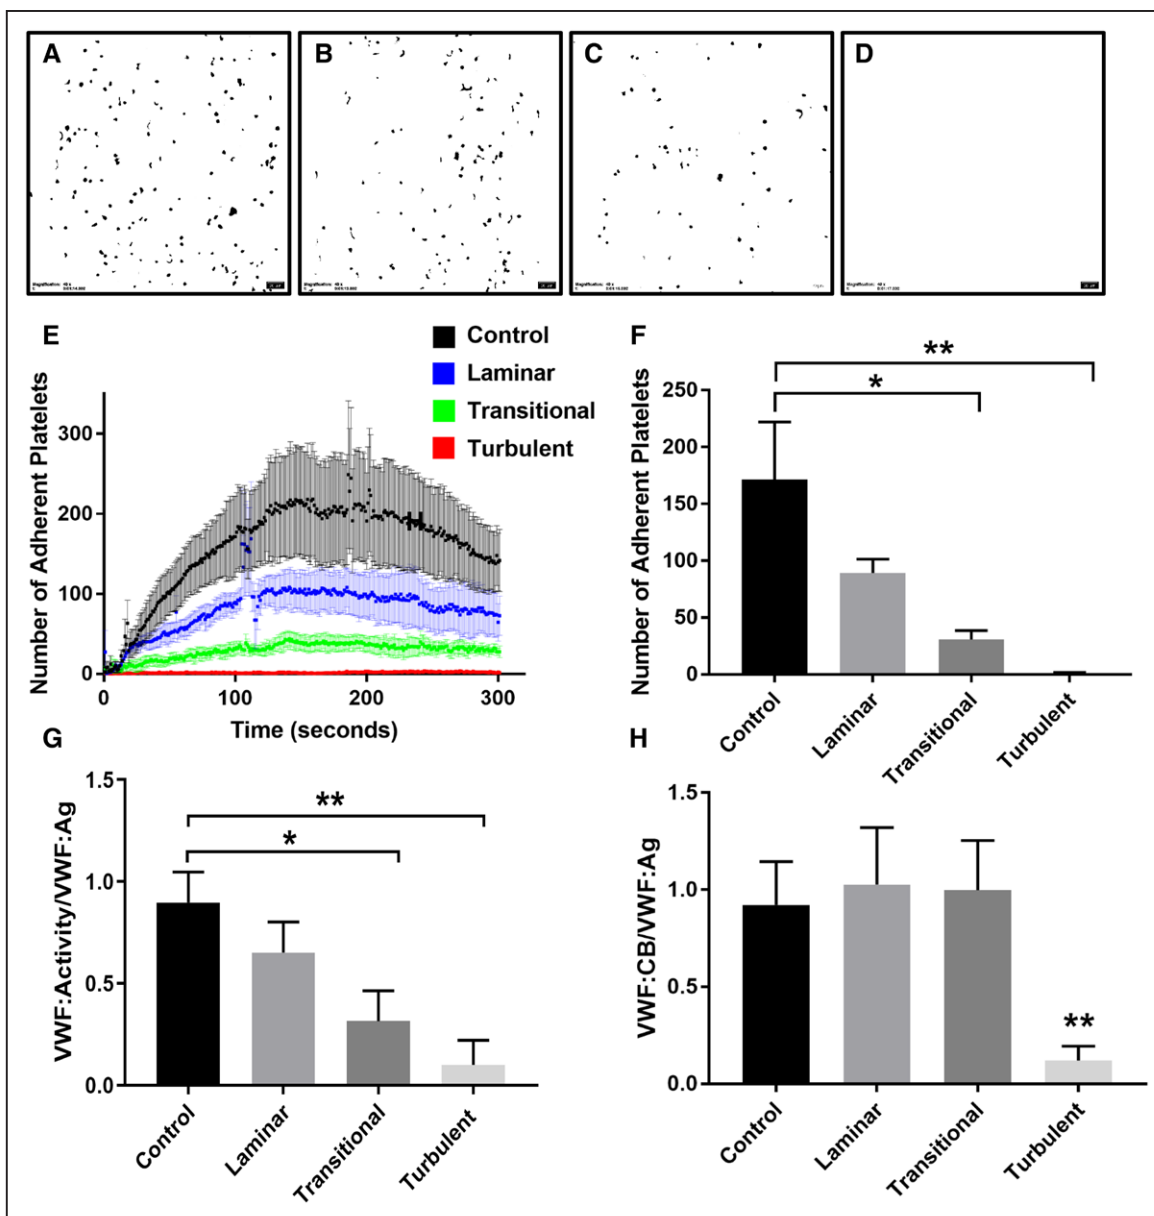 A
B
C
D
E
Control
Laminar
Transitional
Turbulent
Number of Adherent Platelets
300
200
100
0
0 100 200 300
Time (seconds)
F
**
*
Number of Adherent Platelets
250
200
150
100
50
0
Control Laminar Transitional Turbulent
G
**
*
VWF:Activity/VWF:Ag
1.5
1.0
0.5
0.0
Control Laminar Transitional Turbulent
H
VWF:CB/VWF:Ag
1.5
1.0
0.5
0.0
**
Control Laminar Transitional Turbulent